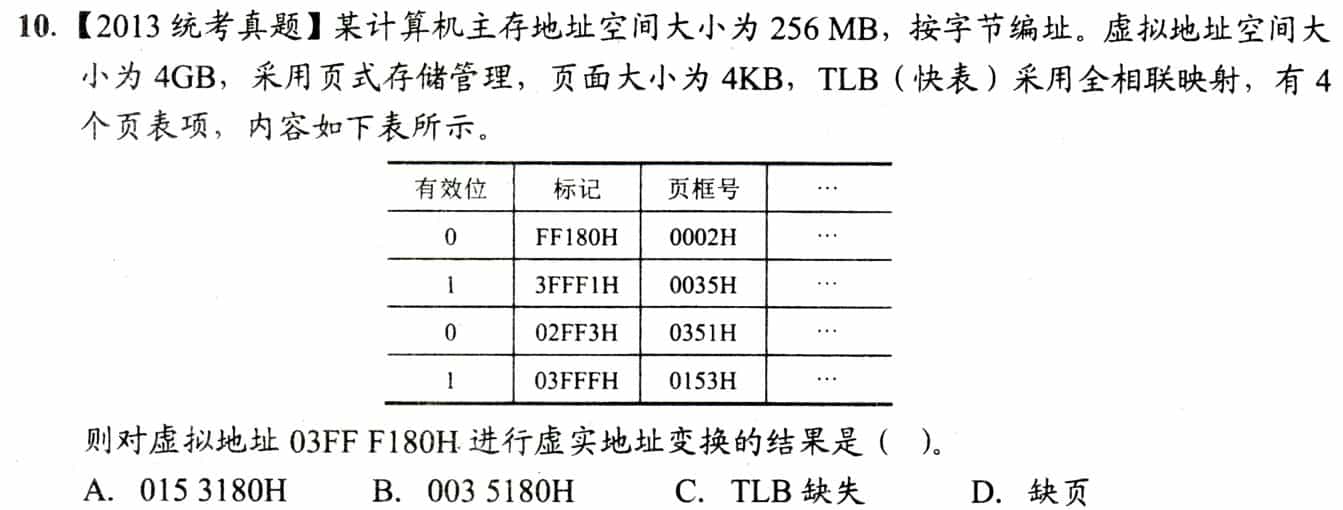 10. 【2013 统考真题】某计算机主存地址空间大小为 256 MB，按字节编址。虚拟地址空间大
小为 4GB，采用页式存储管理，页面大小为 4KB，TLB（快表）采用全相联映射，有 4
个页表项，内容如下表所示。
有效位 标记 页框号 …
0 FF180H 0002H …
1 3FFF1H 0035H …
0 02FF3H 0351H …
1 03FFFH 0153H …
则对虚拟地址 03FF F180H 进行虚实地址变换的结果是（ ）。
A. 015 3180H B. 003 5180H C. TLB 缺失 D. 缺页